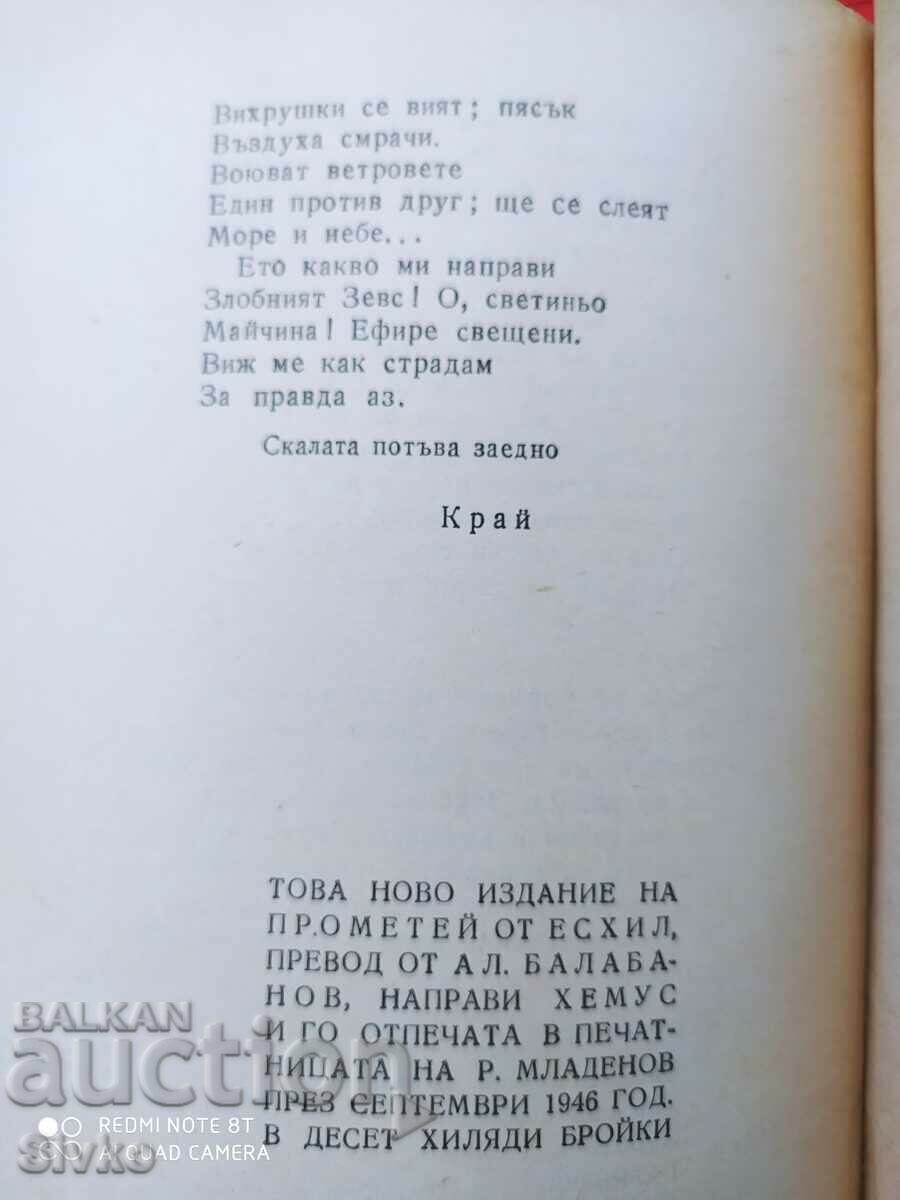 Вихрушки се вият; пясък
Въздуха смрачи.
Воюват ветровете
Един против друг; ще се слеят
Море и небе...
Ето какво ми направи
Злобният Зевс! О, светиньо
Майчина! Ефире свещени.
Виж ме как страдам
За правда аз.
Скалата потъва заедно
Край
ТОВА НОВО ИЗДАНИЕ НА
ПРОМЕТЕЙ ОТ ЕСХИЛ,
ПРЕВОД ОТ АЛ. БАЛАБА-
НОВ, НАПРАВИ ХЕМУС
И ГО ОТПЕЧАТА В ПЕЧАТ-
НИЦАТА НА Р. МЛАДЕНОВ
ПРЕЗ СЕПТЕМВРИ 1946 ГОД.
В ДЕСЕТ ХИЛЯДИ БРОЙКИ
BALKAN
auction
REDMI NOTE 8T
AI QUAD CAMERA
Sivko